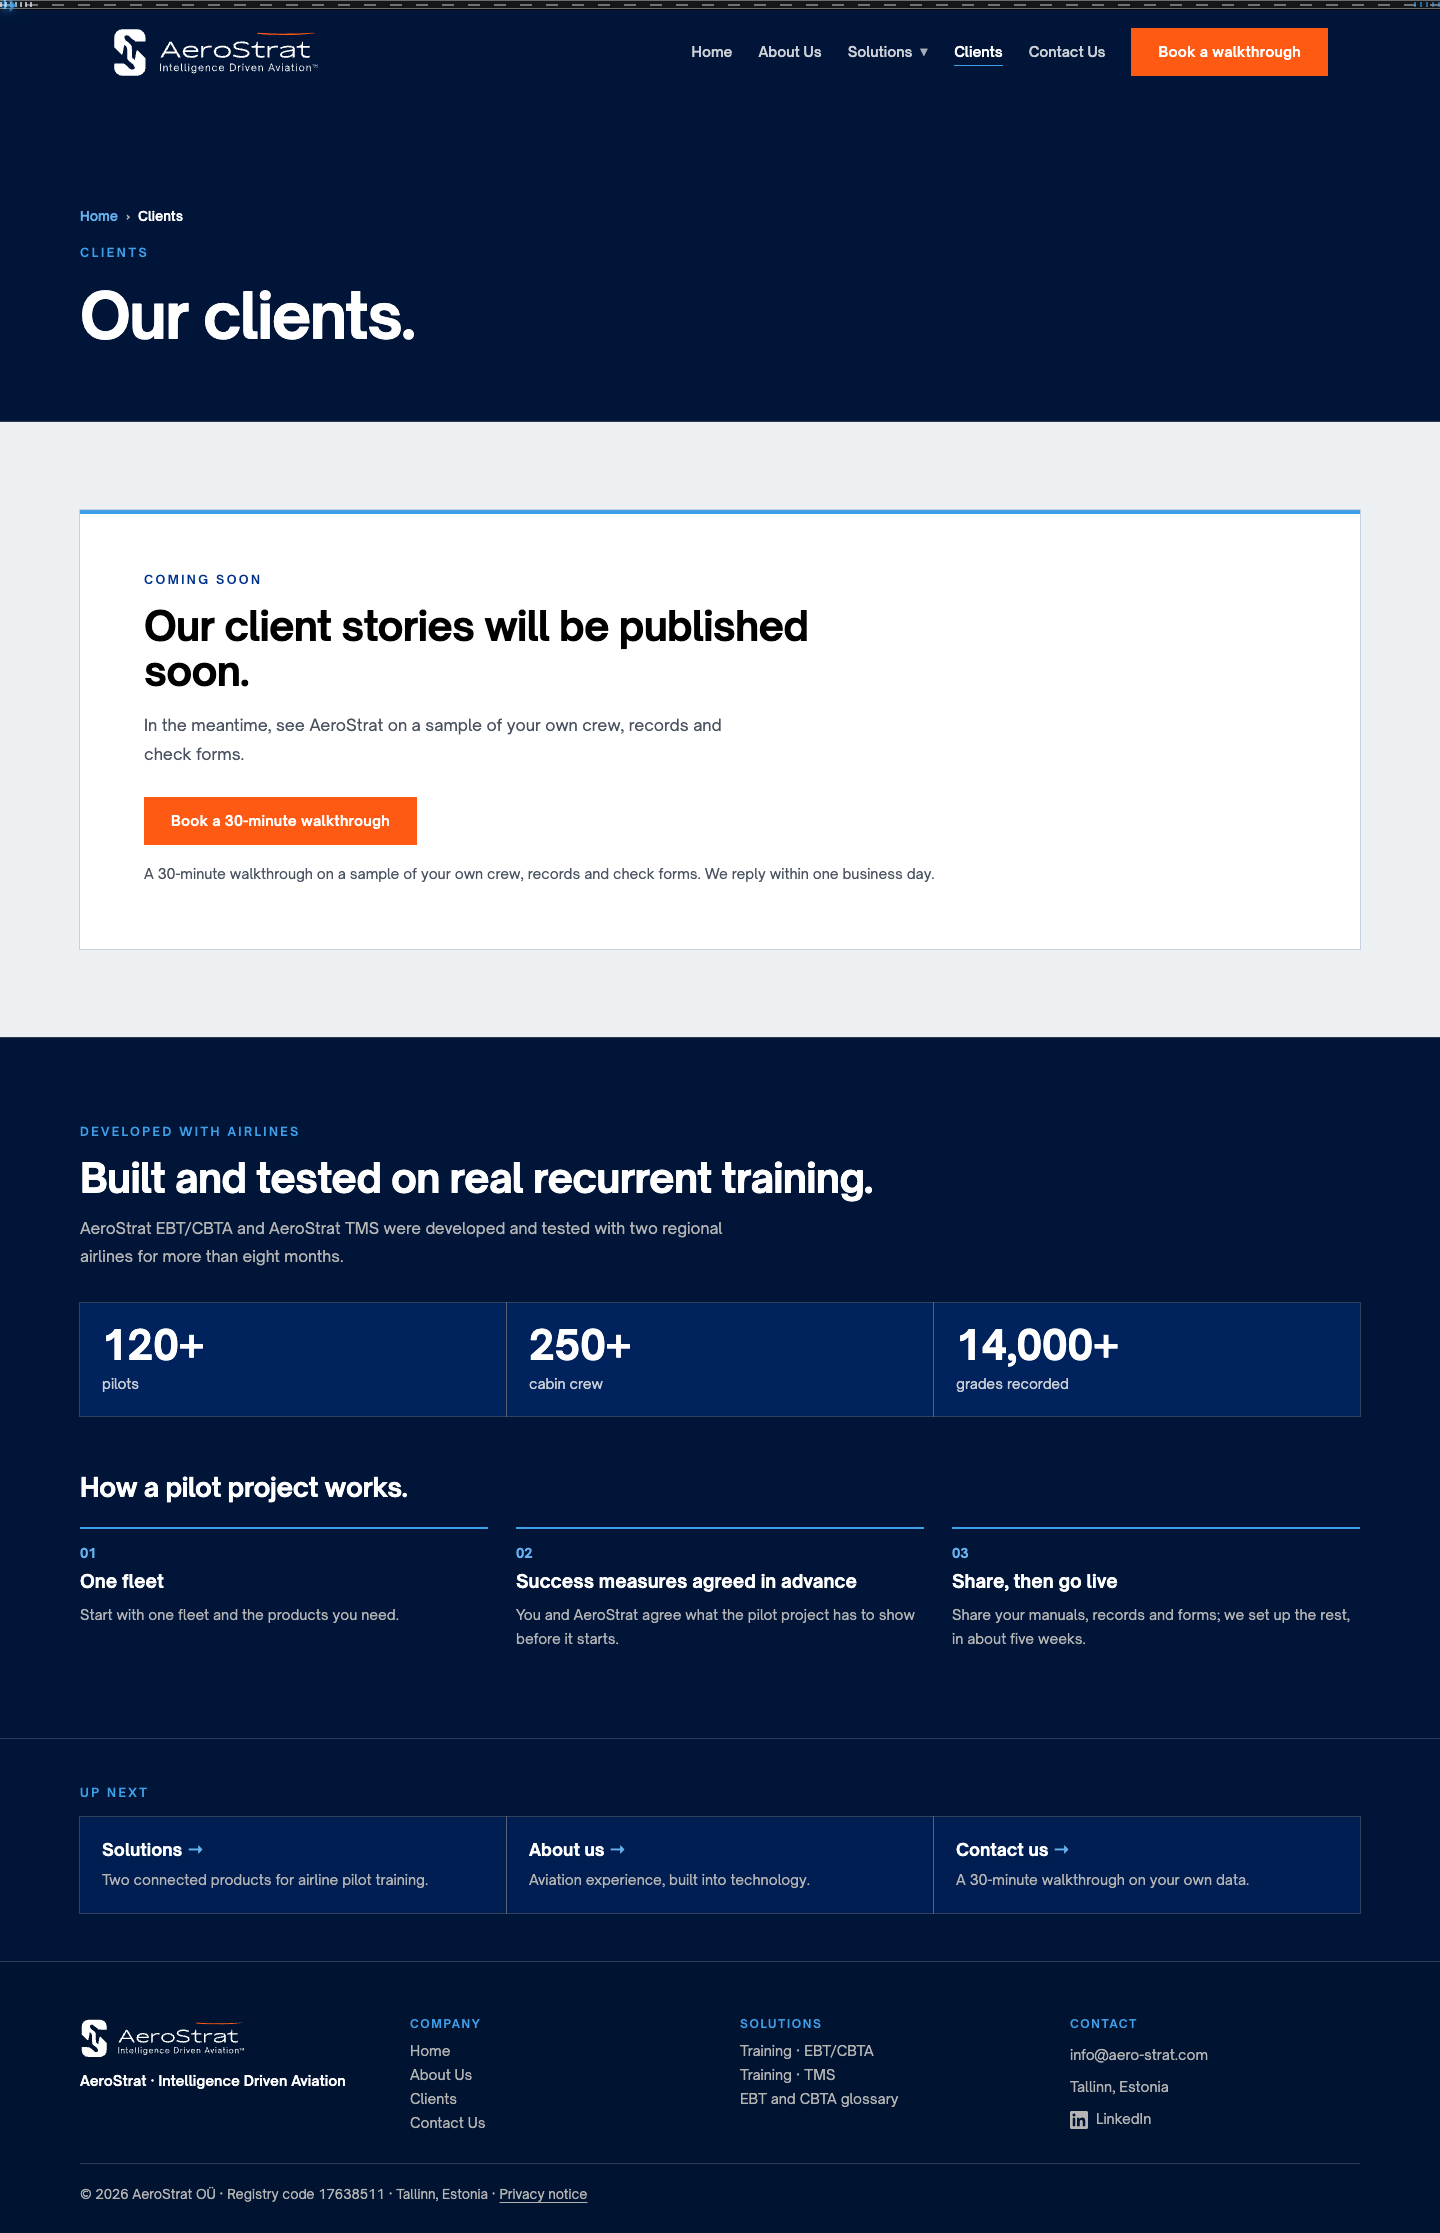 AeroStrat
Intelligence Driven Aviation™
Home
About Us
Solutions ▼
Clients
Contact Us
Book a walkthrough
Home › Clients
CLIENTS
Our clients.
COMING SOON
Our client stories will be published
soon.
In the meantime, see AeroStrat on a sample of your own crew, records and
check forms.
Book a 30-minute walkthrough
A 30-minute walkthrough on a sample of your own crew, records and check forms. We reply within one business day.
DEVELOPED WITH AIRLINES
Built and tested on real recurrent training.
AeroStrat EBT/CBTA and AeroStrat TMS were developed and tested with two regional
airlines for more than eight months.
120+
pilots
250+
cabin crew
14,000+
grades recorded
How a pilot project works.
01
One fleet
Start with one fleet and the products you need.
02
Success measures agreed in advance
You and AeroStrat agree what the pilot project has to show
before it starts.
03
Share, then go live
Share your manuals, records and forms; we set up the rest,
in about five weeks.
UP NEXT
Solutions →
Two connected products for airline pilot training.
About us →
Aviation experience, built into technology.
Contact us →
A 30-minute walkthrough on your own data.
AeroStrat
Intelligence Driven Aviation™
AeroStrat · Intelligence Driven Aviation
COMPANY
Home
About Us
Clients
Contact Us
SOLUTIONS
Training · EBT/CBTA
Training · TMS
EBT and CBTA glossary
CONTACT
info@aero-strat.com
Tallinn, Estonia
LinkedIn
© 2026 AeroStrat OÜ · Registry code 17638511 · Tallinn, Estonia · Privacy notice